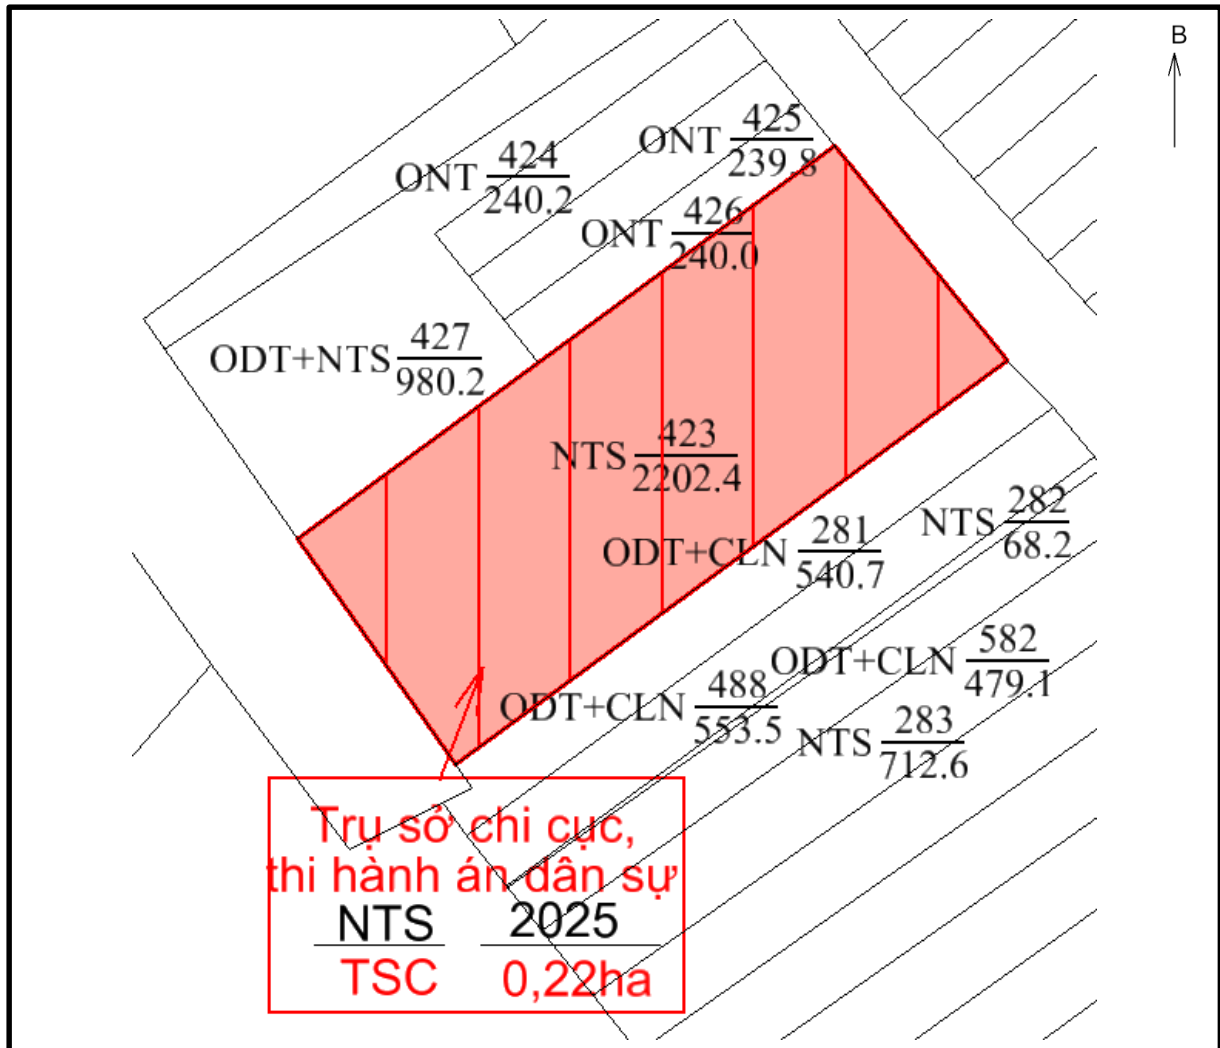 B
ONT 425
239.8
ONT 424
240.2
ONT 426
240.0
ODT+NTS 427
980.2
NTS 423
2202.4
NTS 282
68.2
ODT+CLN 281
540.7
ODT+CLN 582
479.1
ODT+CLN 488
553.5
NTS 283
712.6
Trụ sở chi cục,
thi hành án dân sự
NTS 2025
TSC 0,22ha